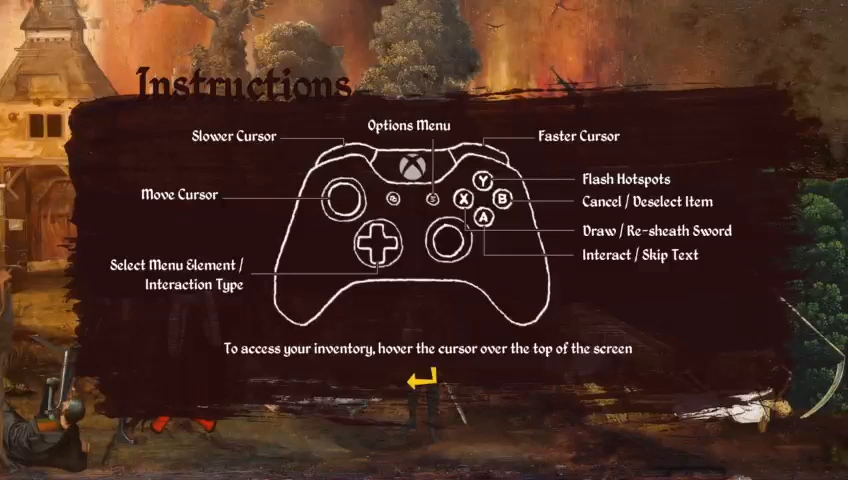 Instructions
Options Menu
Slower Cursor
Faster Cursor
Y
Flash Hotspots
Move Cursor
X
B
Cancel / Deselect Item
A
Draw / Re-sheath Sword
Interact / Skip Text
Select Menu Element /
Interaction Type
To access your inventory, hover the cursor over the top of the screen